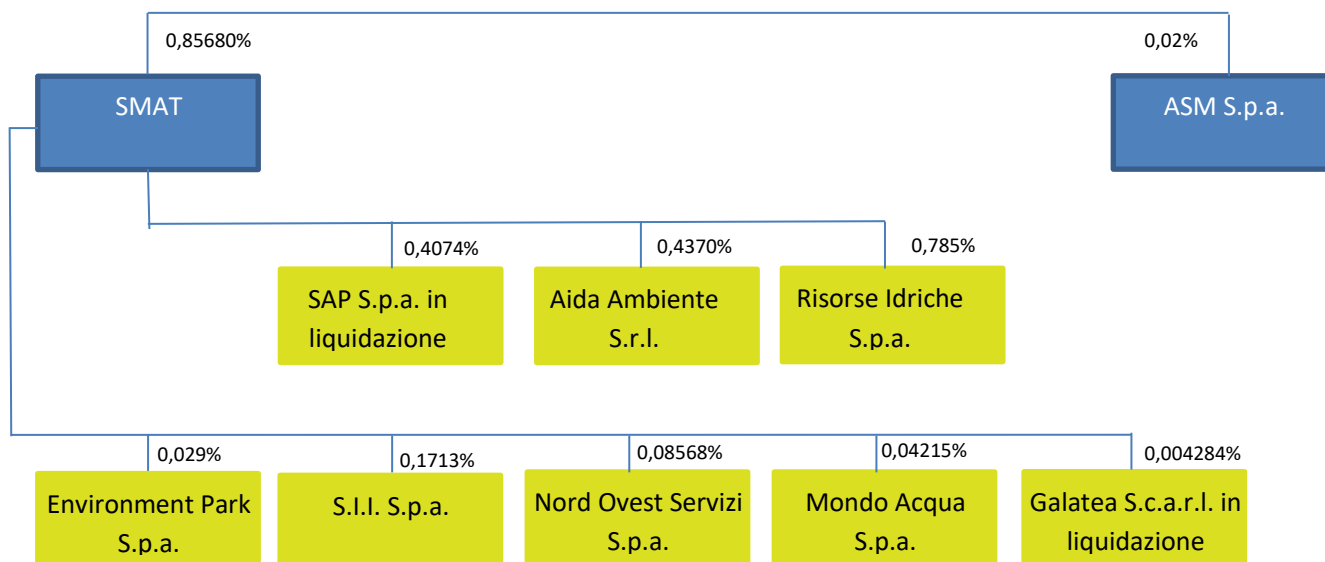 0,85680%
0,02%
SMAT
ASM S.p.a.
0,4074%
0,4370%
0,785%
SAP S.p.a. in
liquidazione
Aida Ambiente
S.r.l.
Risorse Idriche
S.p.a.
0,029%
0,1713%
0,08568%
0,04215%
0,004284%
Environment Park
S.p.a.
S.I.I. S.p.a.
Nord Ovest Servizi
S.p.a.
Mondo Acqua
S.p.a.
Galatea S.c.a.r.l. in
liquidazione